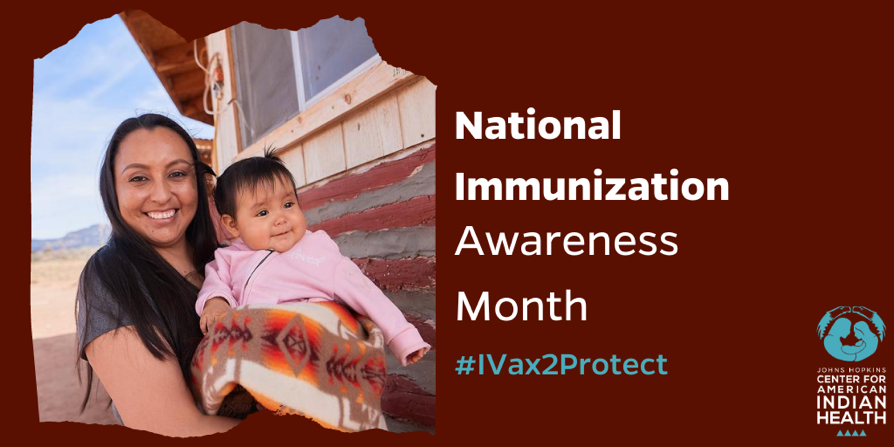 National
Immunization
Awareness
Month
#IVax2Protect
JOHNS HOPKINS
CENTER FOR
AMERICAN
INDIAN
HEALTH